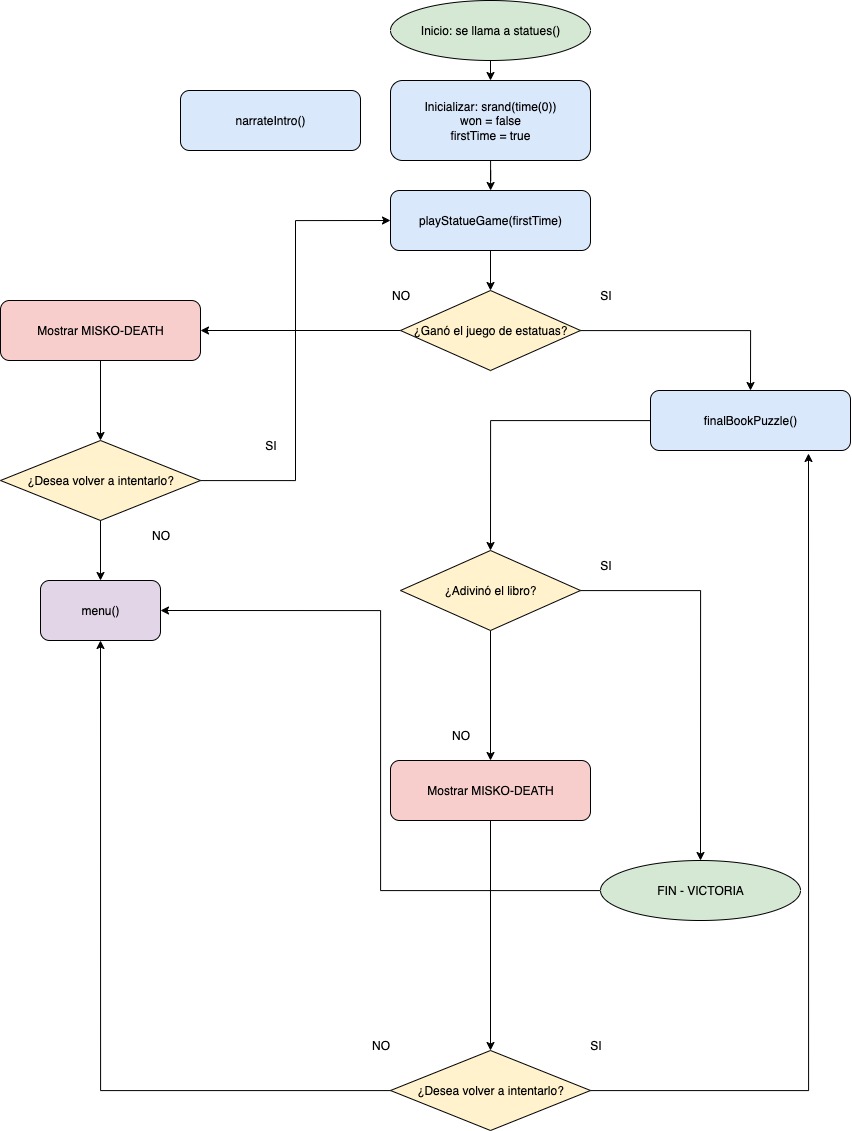 Inicio: se llama a statues()
narrateIntro()
Inicializar: srand(time(0))
won = false
firstTime = true
playStatueGame(firstTime)
NO
SI
Mostrar MISKO-DEATH
¿Ganó el juego de estatuas?
finalBookPuzzle()
SI
¿Desea volver a intentarlo?
NO
SI
¿Adivinó el libro?
menu()
NO
Mostrar MISKO-DEATH
FIN - VICTORIA
NO
SI
¿Desea volver a intentarlo?